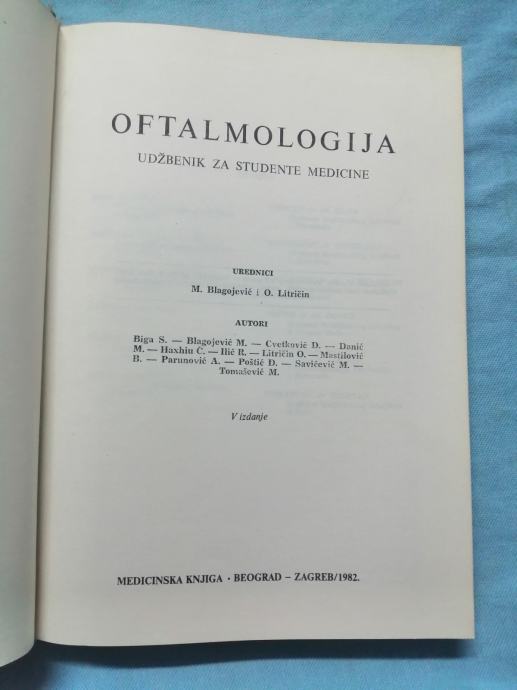 OFTALMOLOGIJA
UDŽBENIK ZA STUDENTE MEDICINE
UREDNICI
M. Blagojević i O. Litričin
AUTORI
Biga S. — Blagojević M. — Cvetković D. — Danić
M. — Haxhiu Ć. — Ilić R. — Litričin O. — Mastilović
B. — Parunović A. — Poštić D. — Savićević M. —
Tomašević M.
V izdanje
MEDICINSKA KNJIGA • BEOGRAD – ZAGREB/1982.